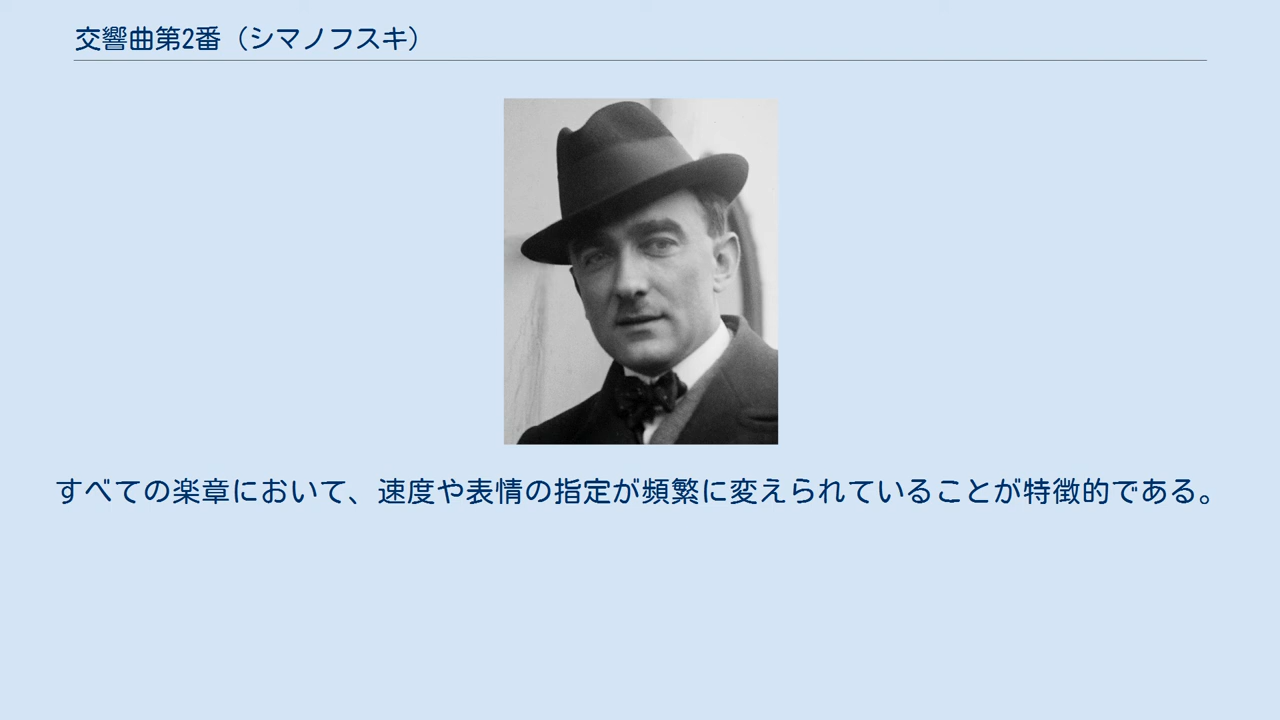 交響曲第2番（シマノフスキ）
すべての楽章において、速度や表情の指定が頻繁に変えられていることが特徴的である。